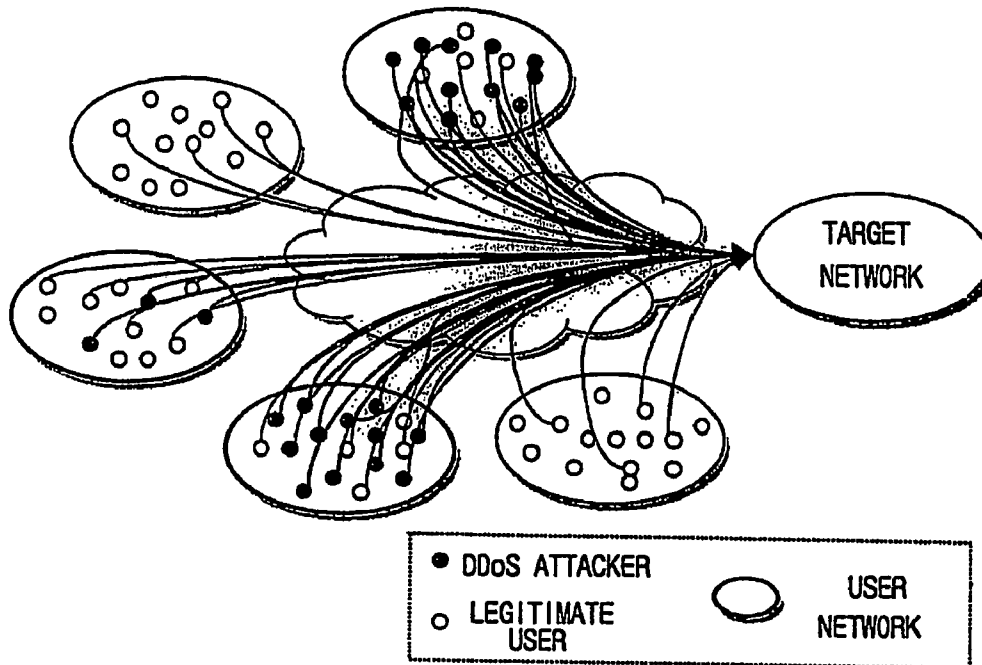 TARGET
NETWORK
DDoS ATTACKER
LEGITIMATE
USER
USER
NETWORK